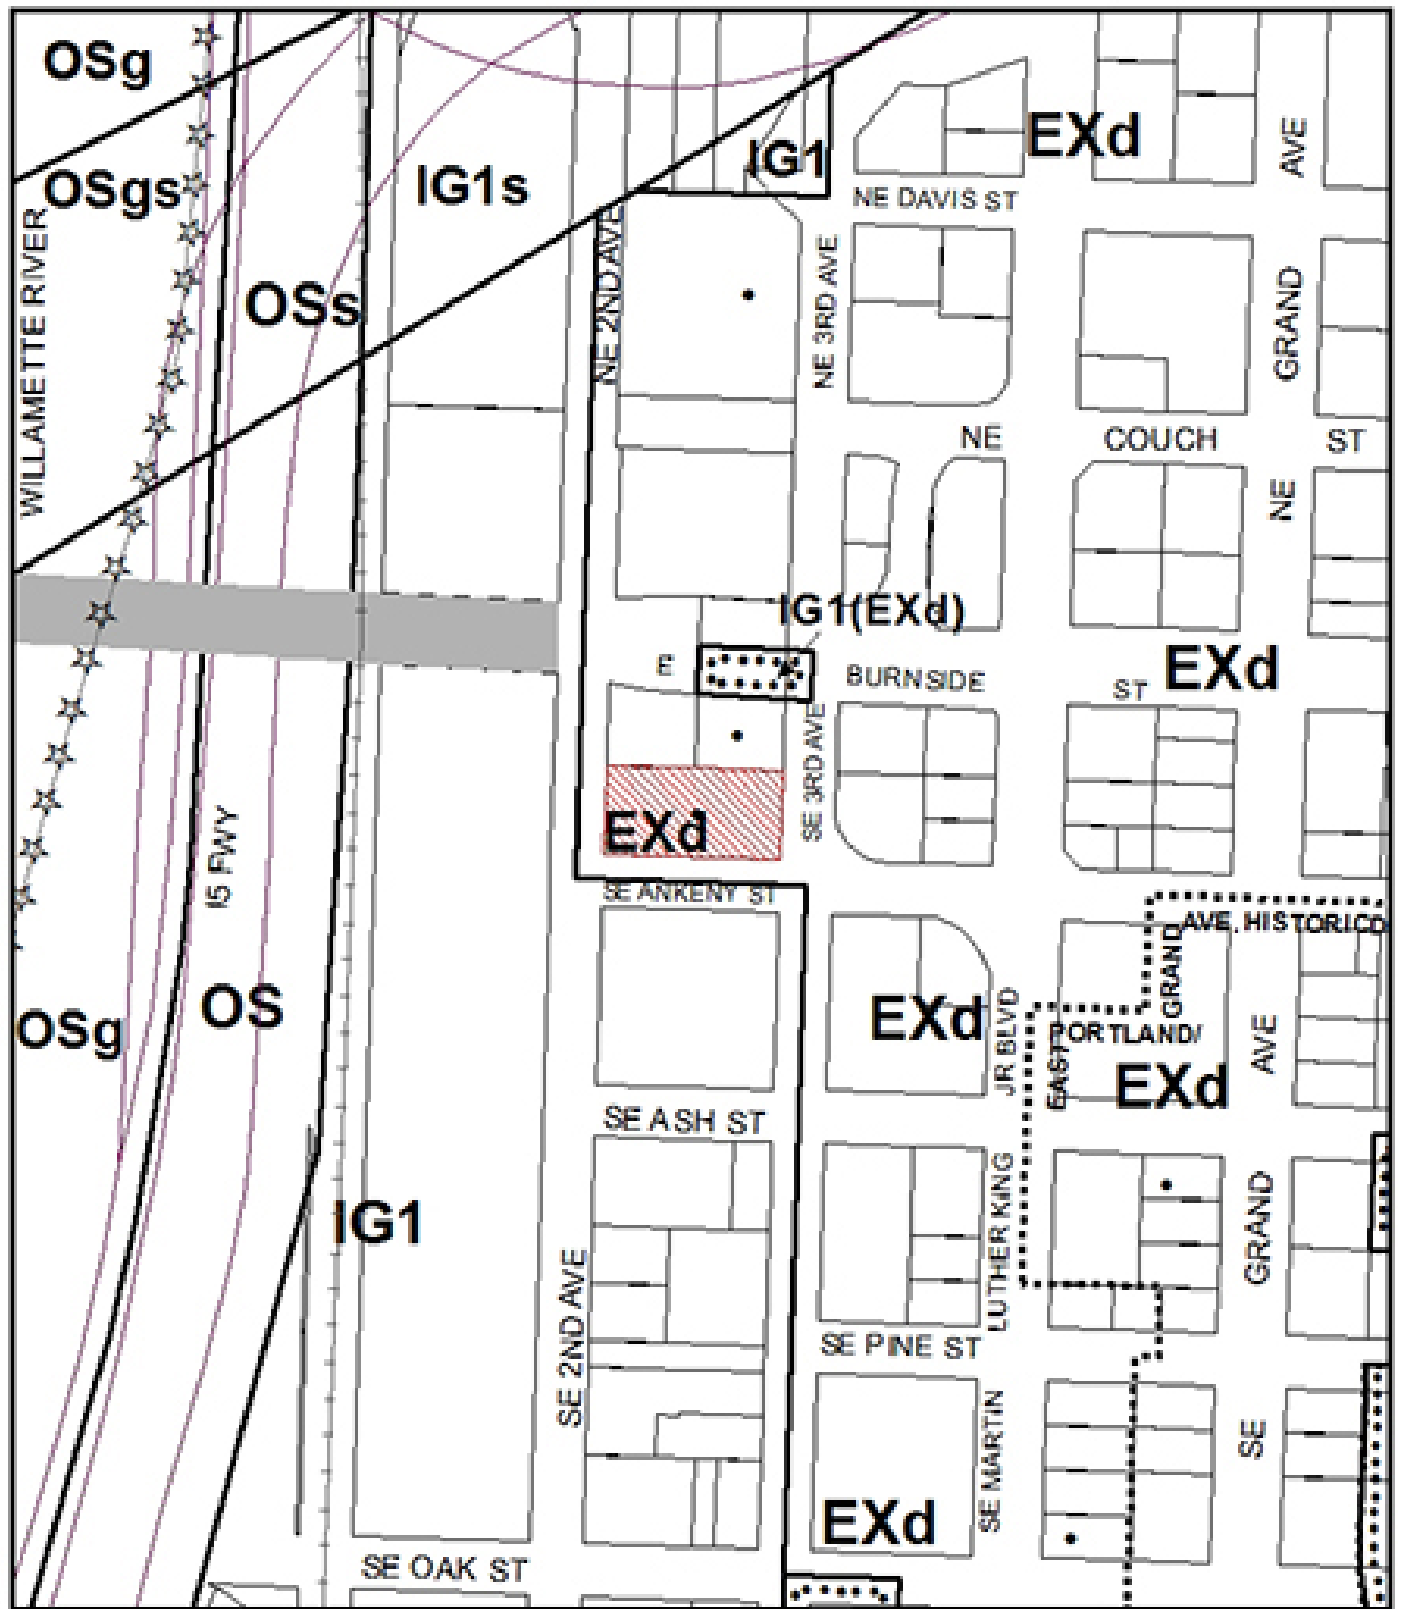 OSg
EXd
AVE
IG1
OSgs
IG1s
NE DAVIS ST
WILLAMETTE RIVER
OSs
NE 2ND AVE
NE 3RD AVE
GRAND
NE
COUCH
ST
NE
IG1(EXd)
E
BURNSIDE
ST
EXd
SE 3RD AVE
EXd
I5 FWY
SE ANKENY ST
AVE. HISTORIC D
GRAND
OS
OSg
EXd
JR BLVD
PORTLAND/
EAST
EXd
AVE
SE ASH ST
IG1
LUTHER KING
GRAND
SE 2ND AVE
SE PINE ST
SE MARTIN
SE
EXd
SE OAK ST